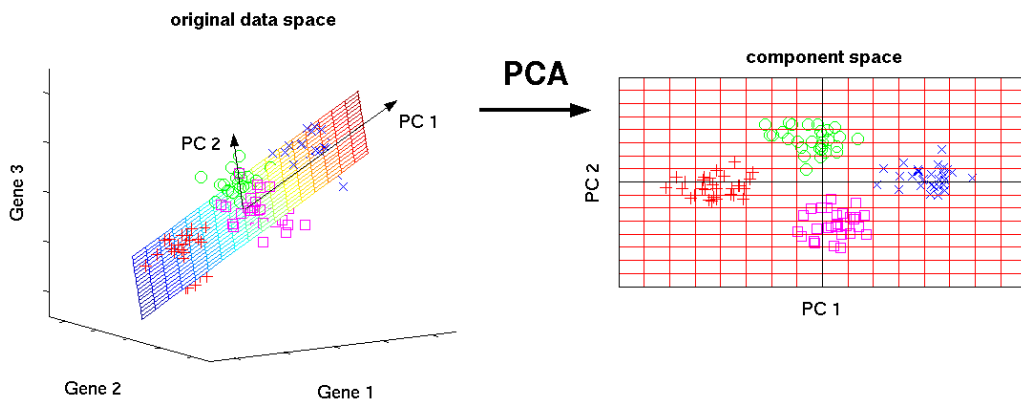 original data space
PC 1
PC 2
Gene 3
Gene 2
Gene 1
PCA
component space
PC 2
PC 1